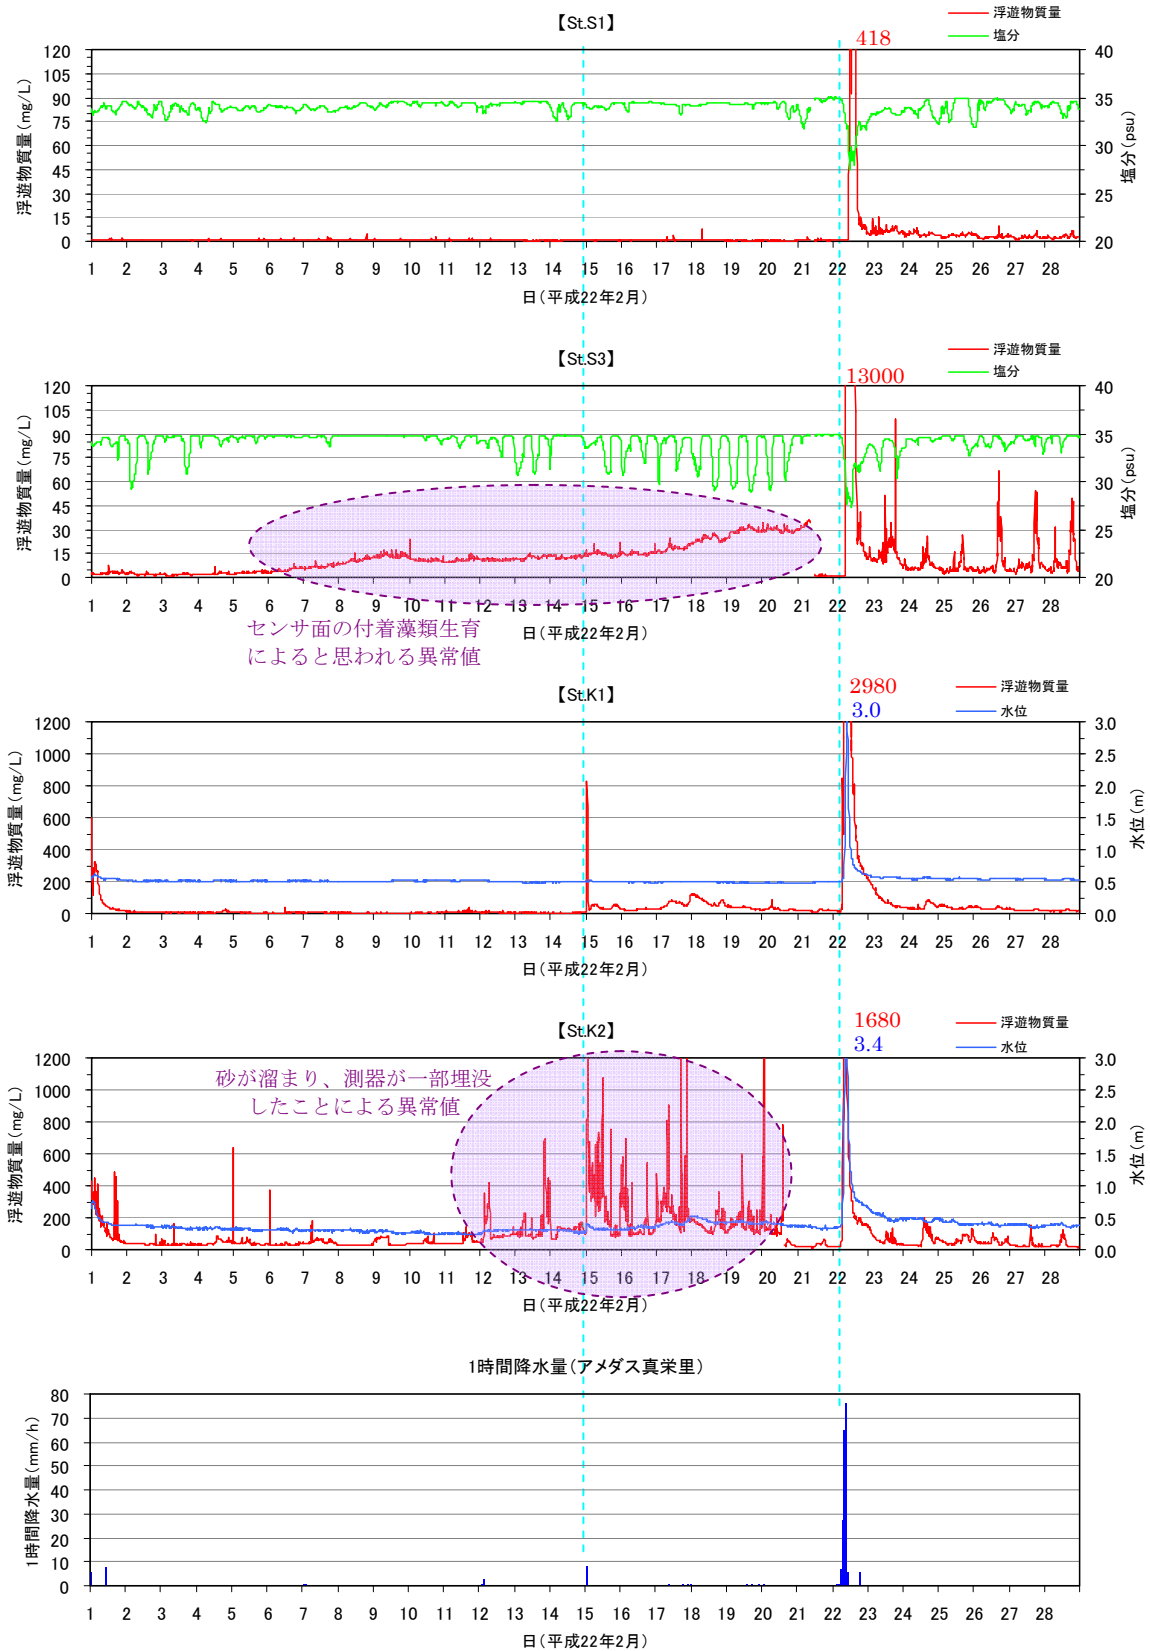 【St.S1】
浮遊物質量
塩分
418
120 105 90 75 60 45 30 15 0
浮遊物質量(mg/L)
40 35 30 25 20
塩分(psu)
1 2 3 4 5 6 7 8 9 10 11 12 13 14 15 16 17 18 19 20 21 22 23 24 25 26 27 28
日(平成22年2月)
【St.S3】
浮遊物質量
塩分
13000
120 105 90 75 60 45 30 15 0
浮遊物質量(mg/L)
40 35 30 25 20
塩分(psu)
1 2 3 4 5 6 7 8 9 10 11 12 13 14 15 16 17 18 19 20 21 22 23 24 25 26 27 28
日(平成22年2月)
センサ面の付着藻類生育
によると思われる異常値
【St.K1】
浮遊物質量
水位
2980
3.0
1200 1000 800 600 400 200 0
浮遊物質量(mg/L)
3.0 2.5 2.0 1.5 1.0 0.5 0.0
水位(m)
1 2 3 4 5 6 7 8 9 10 11 12 13 14 15 16 17 18 19 20 21 22 23 24 25 26 27 28
日(平成22年2月)
【St.K2】
浮遊物質量
水位
1680
3.4
1200 1000 800 600 400 200 0
浮遊物質量(mg/L)
3.0 2.5 2.0 1.5 1.0 0.5 0.0
水位(m)
砂が溜まり、測器が一部埋没
したことによる異常値
1 2 3 4 5 6 7 8 9 10 11 12 13 14 15 16 17 18 19 20 21 22 23 24 25 26 27 28
日(平成22年2月)
1時間降水量(アメダス真栄里)
80 70 60 50 40 30 20 10 0
1時間降水量(mm/h)
1 2 3 4 5 6 7 8 9 10 11 12 13 14 15 16 17 18 19 20 21 22 23 24 25 26 27 28
日(平成22年2月)